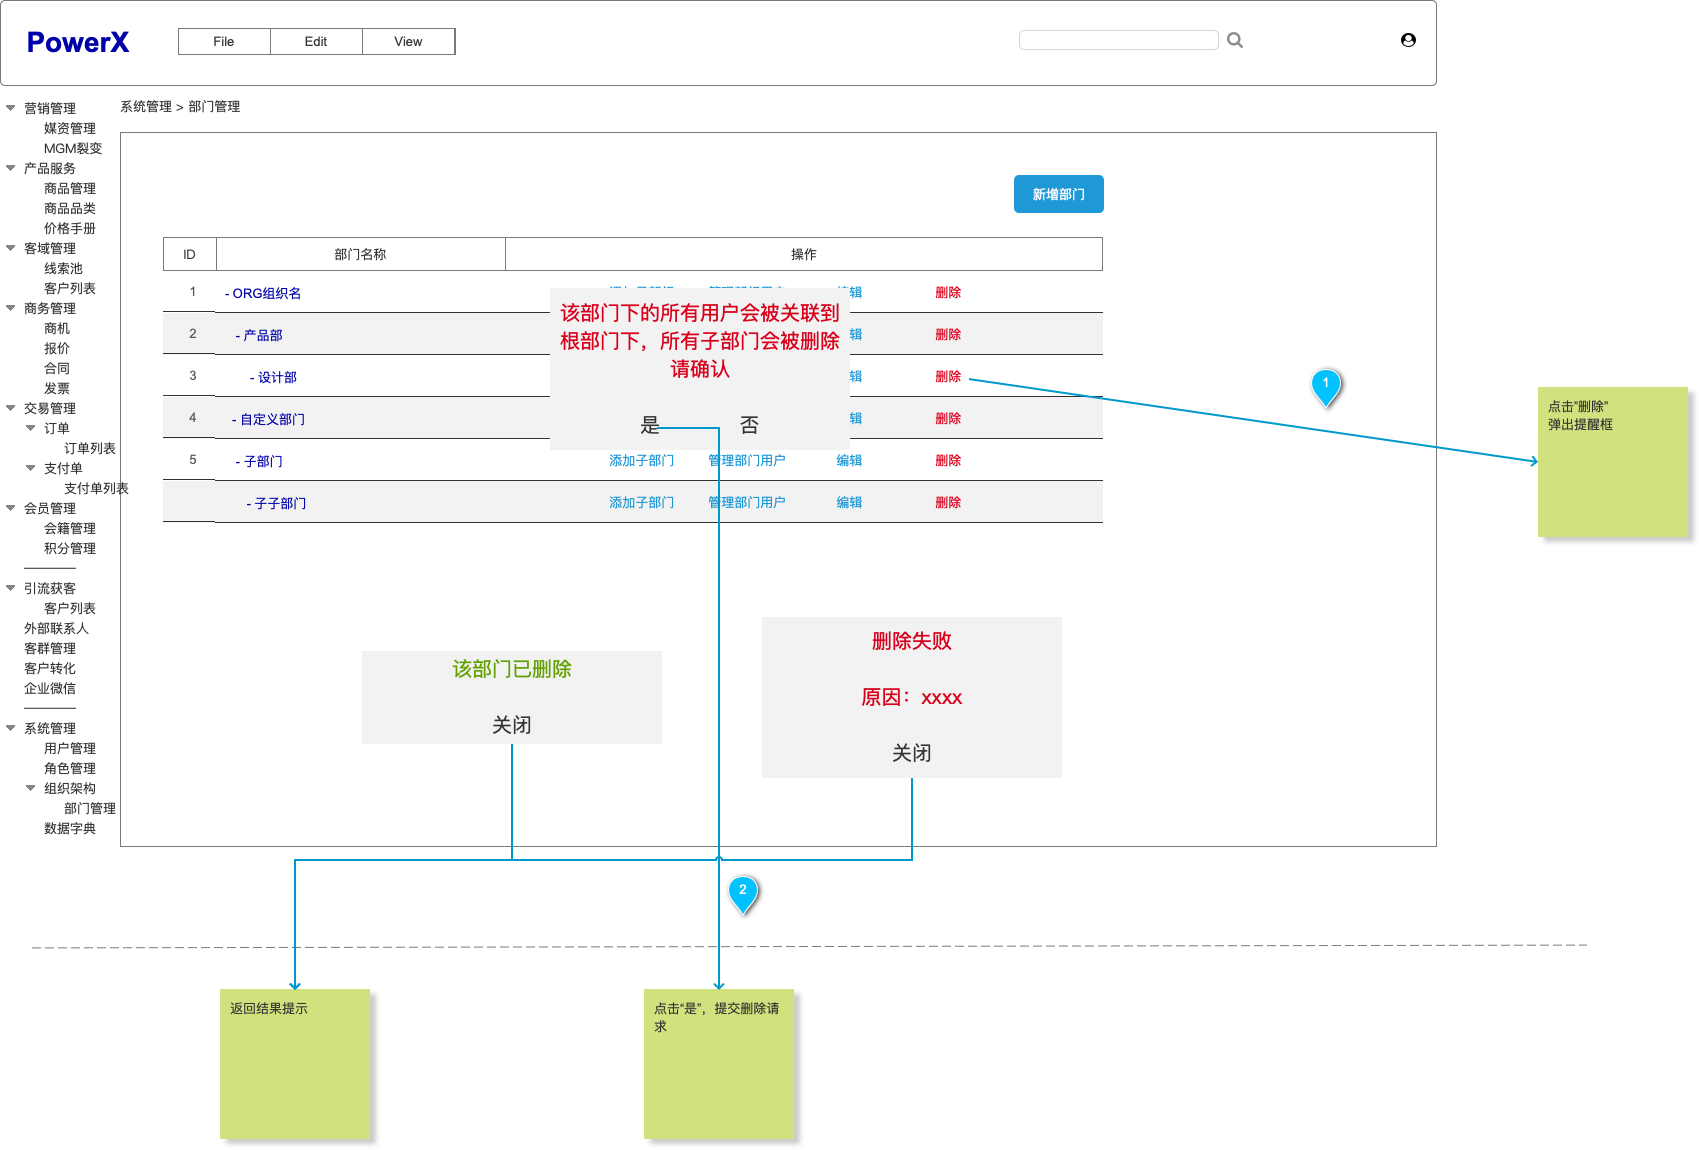 PowerX
File
Edit
View
系统管理 > 部门管理
营销管理
媒资管理
MGM裂变
产品服务
商品管理
商品品类
价格手册
客域管理
线索池
客户列表
商务管理
商机
报价
合同
发票
交易管理
订单
订单列表
支付单
支付单列表
会员管理
会籍管理
积分管理
引流获客
客户列表
外部联系人
客群管理
客户转化
企业微信
系统管理
用户管理
角色管理
组织架构
部门管理
数据字典
新增部门
ID 部门名称 操作
1 - ORG组织名 编辑 删除
2 - 产品部 辑 删除
3 - 设计部 辑 删除
4 - 自定义部门 辑 删除
5 - 子部门 添加子部门 管理部门用户 编辑 删除
- 子子部门 添加子部门 管理部门用户 编辑 删除
该部门下的所有用户会被关联到
根部门下，所有子部门会被删除
请确认
是 否
1
点击”删除”
弹出提醒框
该部门已删除
关闭
删除失败
原因：xxxx
关闭
2
返回结果提示
点击“是”，提交删除请
求